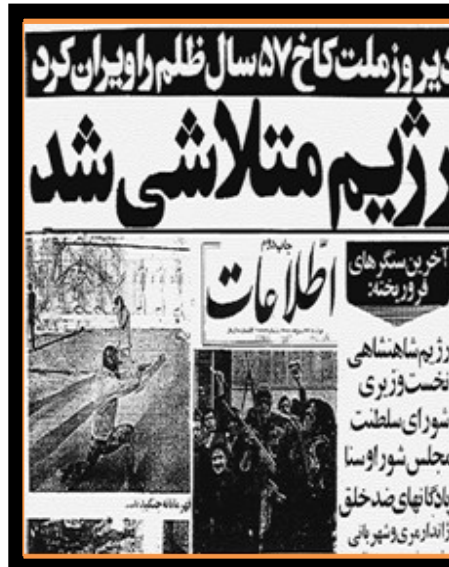 دیروز ملت کاخ ۵۷ سال ظلم را ویران کرد
رژیم متلاشی شد
آخرین سنگرهای
فرو ریخته:
رژیم شاهنشاهی
نخست وزیری
شورای سلطنت
مجلس شورا و سنا
پادگانهای ضد خلق
ژاندارمری و شهربانی
چاپ دوم
اطلاعات